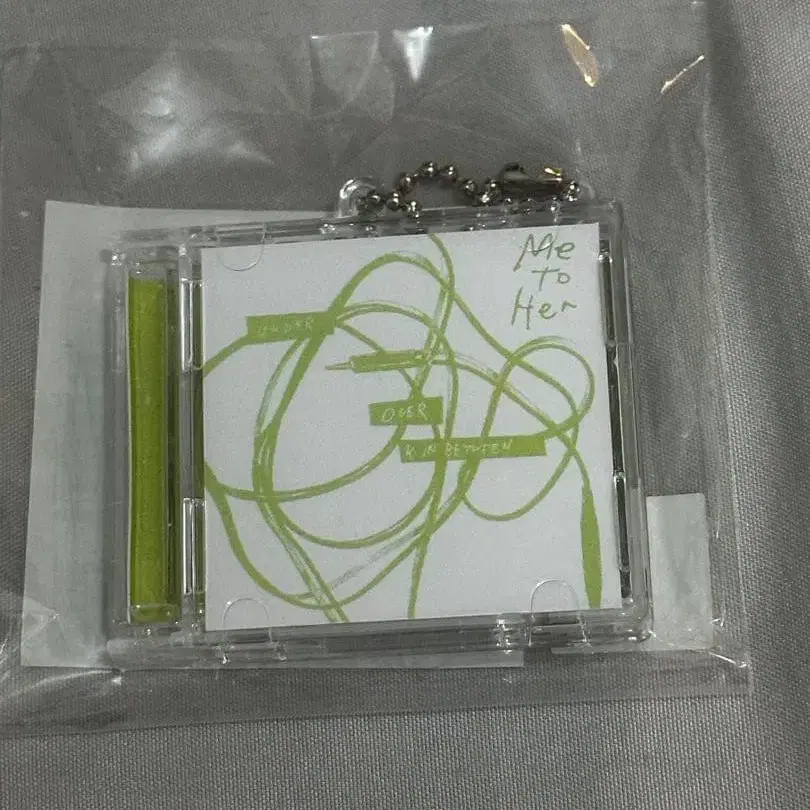 Me
To
Her
UNDER
OVER
& IN BETWEEN